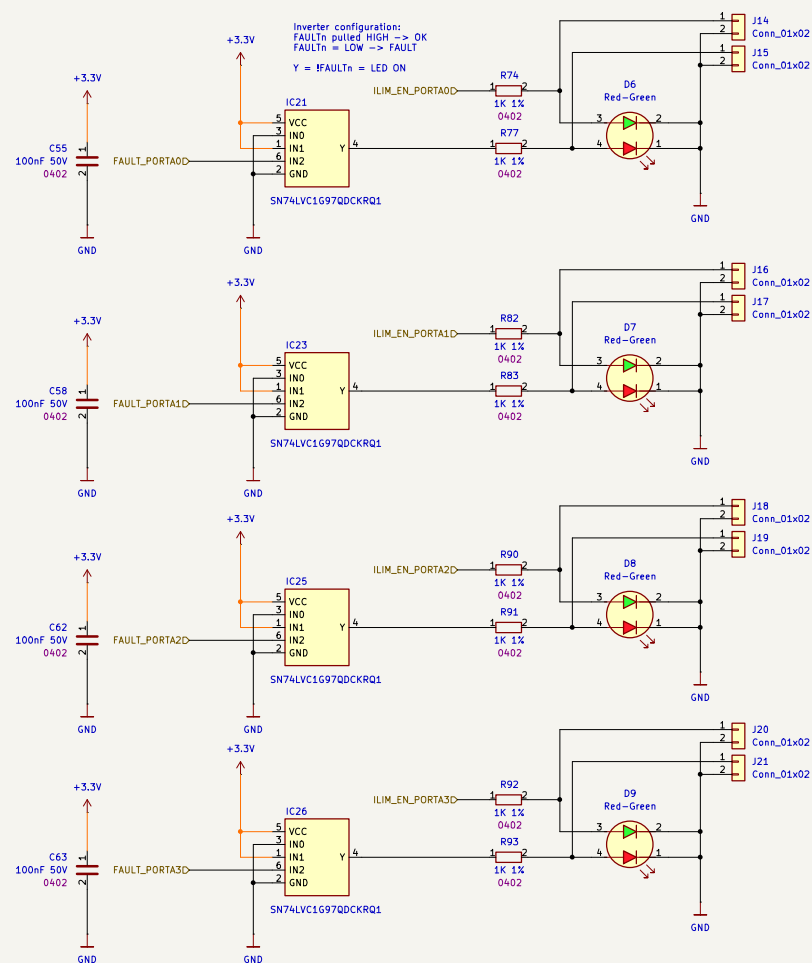 Inverter configuration:
FAULTn pulled HIGH -> OK
FAULTn = LOW -> FAULT
Y = !FAULTn = LED ON
+3.3V
C55
100nF 50V
0402
1
2
GND
FAULT_PORTA0
+3.3V
IC21
5 VCC
3 IN0
1 IN1
6 IN2
2 GND
Y 4
SN74LVC1G97QDCKRQ1
GND
ILIM_EN_PORTA0
R74
1 2
1K 1%
0402
R77
1 2
1K 1%
0402
D6
Red-Green
3 2
4 1
GND
1 J14
2 Conn_01x02
1 J15
2 Conn_01x02
+3.3V
C58
100nF 50V
0402
1
2
GND
FAULT_PORTA1
+3.3V
IC23
5 VCC
3 IN0
1 IN1
6 IN2
2 GND
Y 4
SN74LVC1G97QDCKRQ1
GND
ILIM_EN_PORTA1
R82
1 2
1K 1%
0402
R83
1 2
1K 1%
0402
D7
Red-Green
3 2
4 1
GND
1 J16
2 Conn_01x02
1 J17
2 Conn_01x02
+3.3V
C62
100nF 50V
0402
1
2
GND
FAULT_PORTA2
+3.3V
IC25
5 VCC
3 IN0
1 IN1
6 IN2
2 GND
Y 4
SN74LVC1G97QDCKRQ1
GND
ILIM_EN_PORTA2
R90
1 2
1K 1%
0402
R91
1 2
1K 1%
0402
D8
Red-Green
3 2
4 1
GND
1 J18
2 Conn_01x02
1 J19
2 Conn_01x02
+3.3V
C63
100nF 50V
0402
1
2
GND
FAULT_PORTA3
+3.3V
IC26
5 VCC
3 IN0
1 IN1
6 IN2
2 GND
Y 4
SN74LVC1G97QDCKRQ1
GND
ILIM_EN_PORTA3
R92
1 2
1K 1%
0402
R93
1 2
1K 1%
0402
D9
Red-Green
3 2
4 1
GND
1 J20
2 Conn_01x02
1 J21
2 Conn_01x02